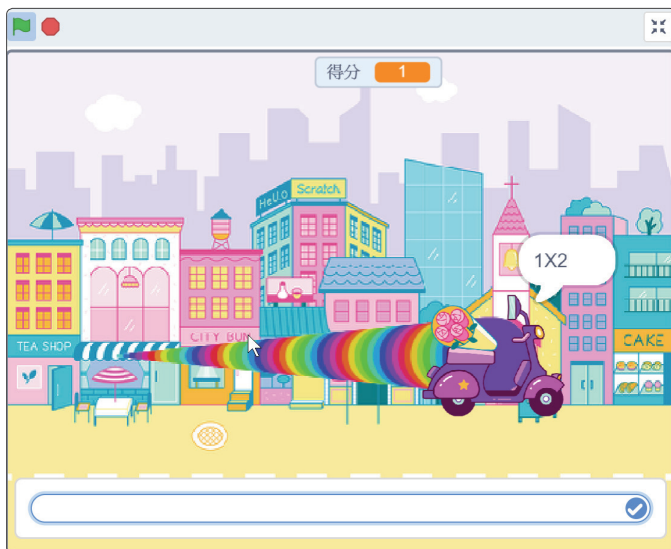 得分 1
Hello Scratch
1X2
CITY BUN
TEA SHOP
CAKE